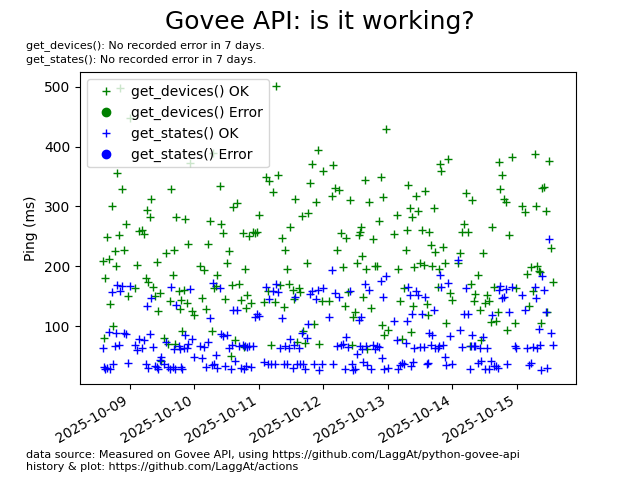 Govee API: is it working?
get_devices(): No recorded error in 7 days.
get_states(): No recorded error in 7 days.
500
400
300
200
100
Ping (ms)
get_devices() OK
get_devices() Error
get_states() OK
get_states() Error
2025-10-09
2025-10-10
2025-10-11
2025-10-12
2025-10-13
2025-10-14
2025-10-15
data source: Measured on Govee API, using https://github.com/LaggAt/python-govee-api
history & plot: https://github.com/LaggAt/actions